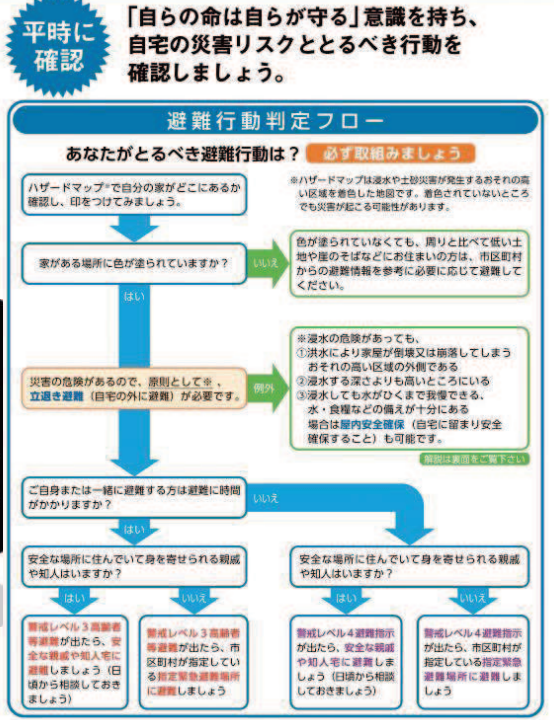 平時に
確認
「自らの命は自らが守る」意識を持ち、
自宅の災害リスクととるべき行動を
確認しましょう。
避難行動判定フロー
あなたがとるべき避難行動は？
必ず取組みましょう
ハザードマップ※で自分の家がどこにあるか
確認し、印をつけてみましょう。
※ハザードマップは浸水や土砂災害が発生するおそれの高
い区域を着色した地図です。着色されていないところ
でも災害が起こる可能性があります。
家がある場所に色が塗られていますか？
いいえ
色が塗られていなくても、周りと比べて低い土
地や崖のそばなどにお住まいの方は、市区町村
からの避難情報を参考に必要に応じて避難して
ください。
はい
災害の危険があるので、原則として※、
立退き避難（自宅の外に避難）が必要です。
例外
※浸水の危険があっても、
①洪水により家屋が倒壊又は崩落してしまう
おそれの高い区域の外側である
②浸水する深さよりも高いところにいる
③浸水しても水がひくまで我慢できる、
水・食糧などの備えが十分にある
場合は屋内安全確保（自宅に留まり安全
確保すること）も可能です。
解説は裏面をご覧下さい
ご自身または一緒に避難する方は避難に時間
がかかりますか？
いいえ
はい
安全な場所に住んでいて身を寄せられる親戚
や知人はいますか？
安全な場所に住んでいて身を寄せられる親戚
や知人はいますか？
はい
いいえ
はい
いいえ
警戒レベル３高齢者
等避難が出たら、安
全な親戚や知人宅に
避難しましょう（日
頃から相談しておき
ましょう）
警戒レベル３高齢者
等避難が出たら、市
区町村が指定してい
る指定緊急避難場所
に避難しましょう
警戒レベル４避難指示
が出たら、安全な親戚
や知人宅に避難しま
しょう（日頃から相談
しておきましょう）
警戒レベル４避難指示
が出たら、市区町村が
指定している指定緊急
避難場所に避難しま
しょう